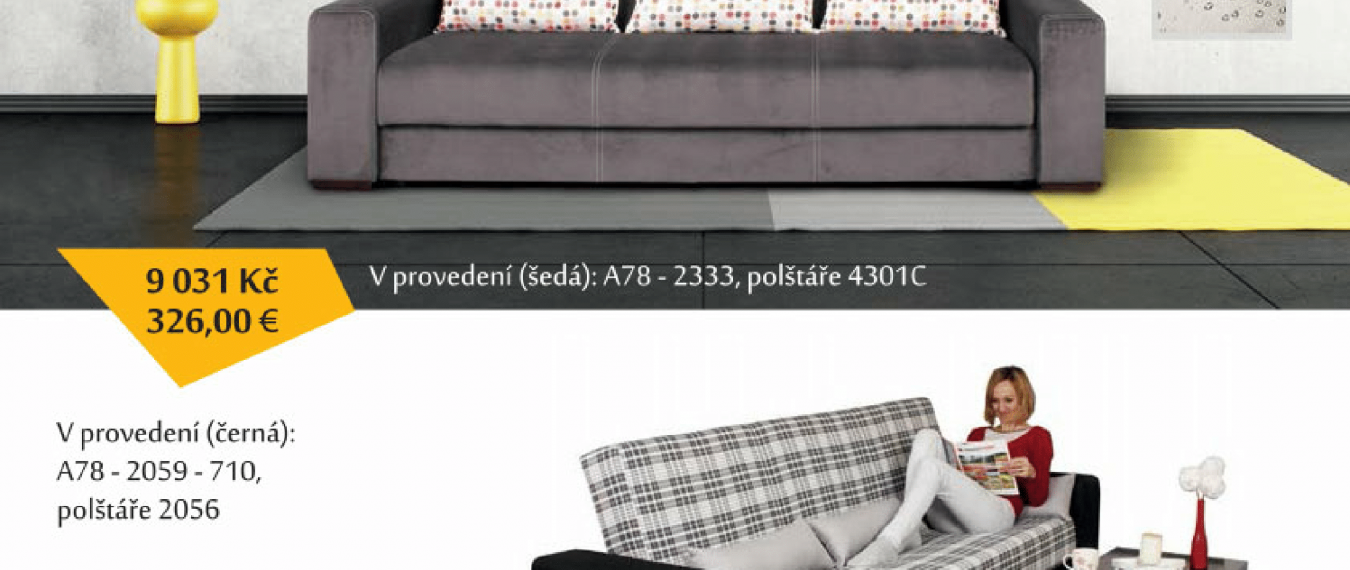 9 031 Kč
326,00 €
V provedení (šedá): A78 - 2333, polštáře 4301C
V provedení (černá):
A78 - 2059 - 710,
polštáře 2056